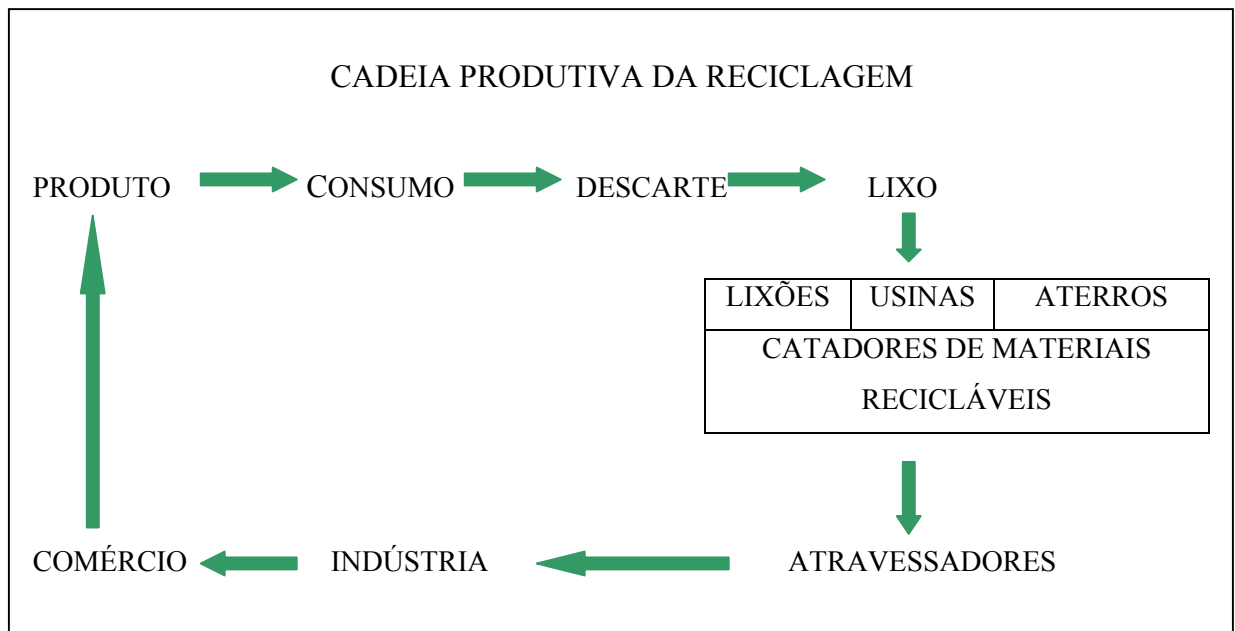 CADEIA PRODUTIVA DA RECICLAGEM
PRODUTO CONSUMO DESCARTE LIXO
LIXÕES USINAS ATERROS
CATADORES DE MATERIAIS
RECICLÁVEIS
COMÉRCIO INDÚSTRIA ATRAVESSADORES